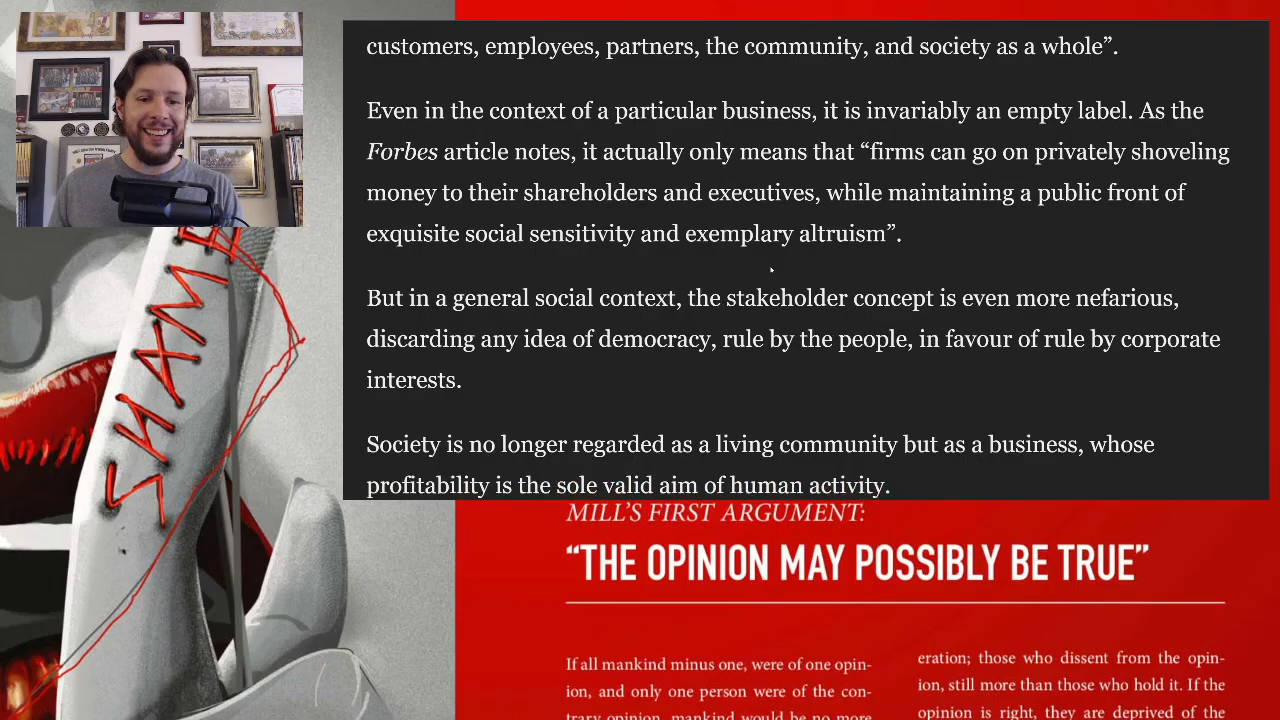 customers, employees, partners, the community, and society as a whole”.
Even in the context of a particular business, it is invariably an empty label. As the
Forbes article notes, it actually only means that “firms can go on privately shoveling
money to their shareholders and executives, while maintaining a public front of
exquisite social sensitivity and exemplary altruism”.
But in a general social context, the stakeholder concept is even more nefarious,
discarding any idea of democracy, rule by the people, in favour of rule by corporate
interests.
Society is no longer regarded as a living community but as a business, whose
profitability is the sole valid aim of human activity.
SHAME
MILL’S FIRST ARGUMENT:
“THE OPINION MAY POSSIBLY BE TRUE”
If all mankind minus one, were of one opin-
ion, and only one person were of the con-
trary opinion, mankind would be no more
eration; those who dissent from the opin-
ion, still more than those who hold it. If the
opinion is right, they are deprived of the